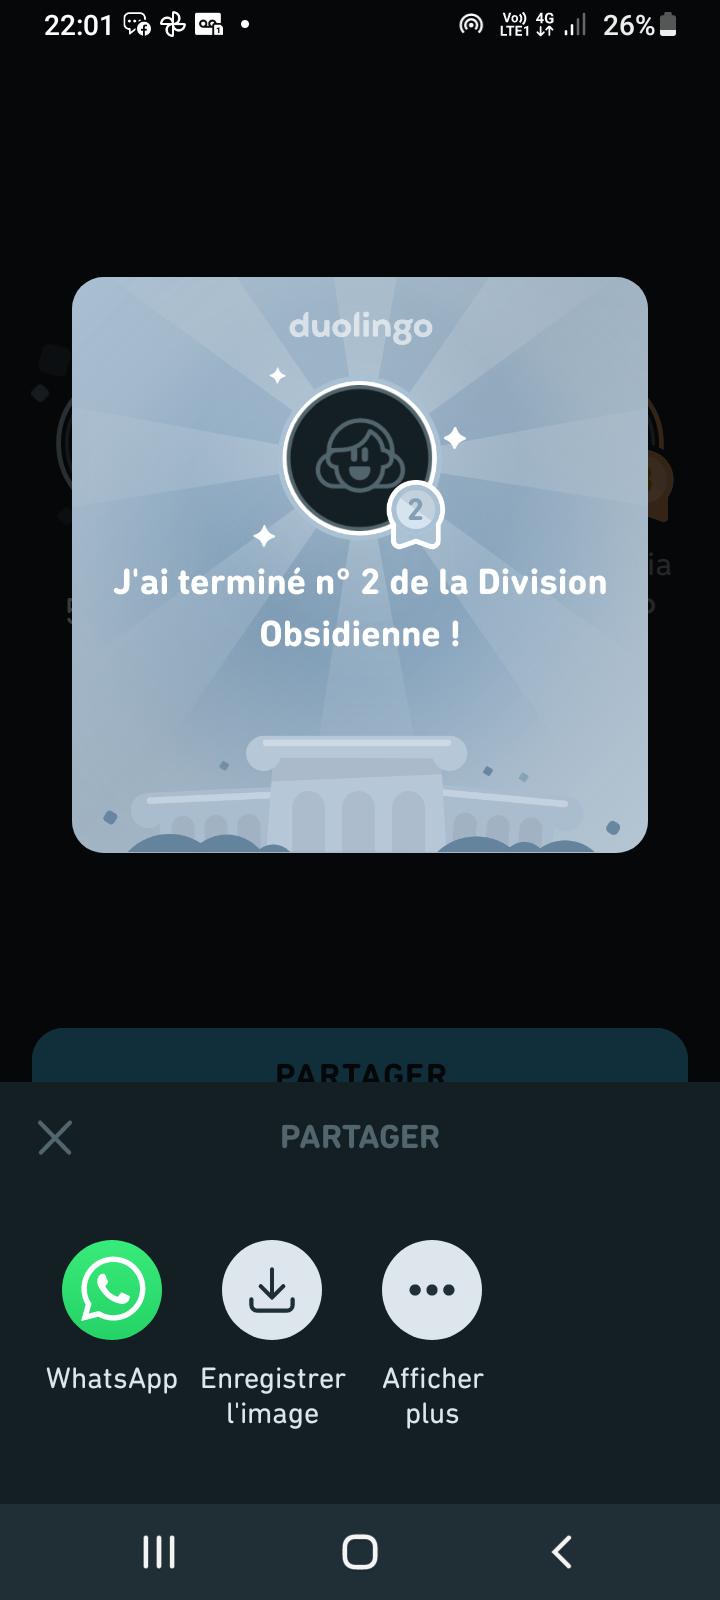 22:01
Vo)) 4G
LTE1
26%
duolingo
2
J'ai terminé n° 2 de la Division
Obsidienne !
ia
PARTAGER
PARTAGER
WhatsApp
Enregistrer
l'image
Afficher
plus